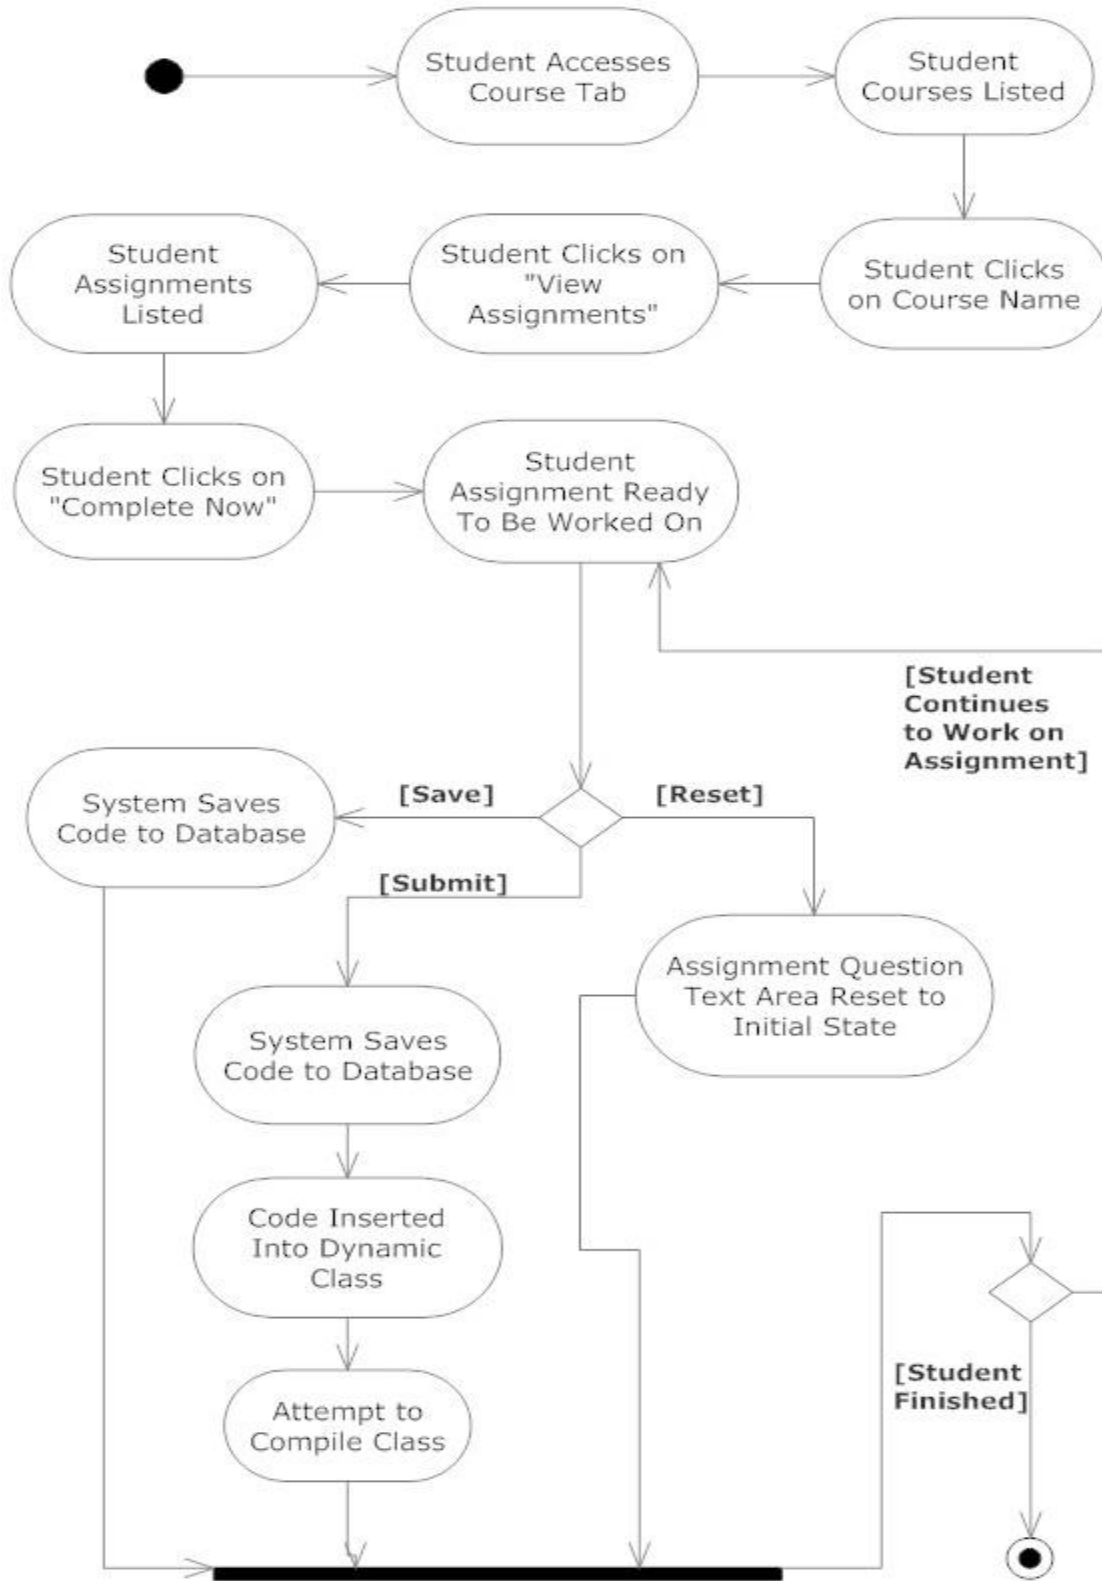 Student Accesses
Course Tab
Student
Courses Listed
Student
Assignments
Listed
Student Clicks on
"View
Assignments"
Student Clicks
on Course Name
Student Clicks on
"Complete Now"
Student
Assignment Ready
To Be Worked On
[Student
Continues
to Work on
Assignment]
System Saves
Code to Database
[Save]
[Reset]
[Submit]
Assignment Question
Text Area Reset to
Initial State
System Saves
Code to Database
Code Inserted
Into Dynamic
Class
Attempt to
Compile Class
[Student
Finished]